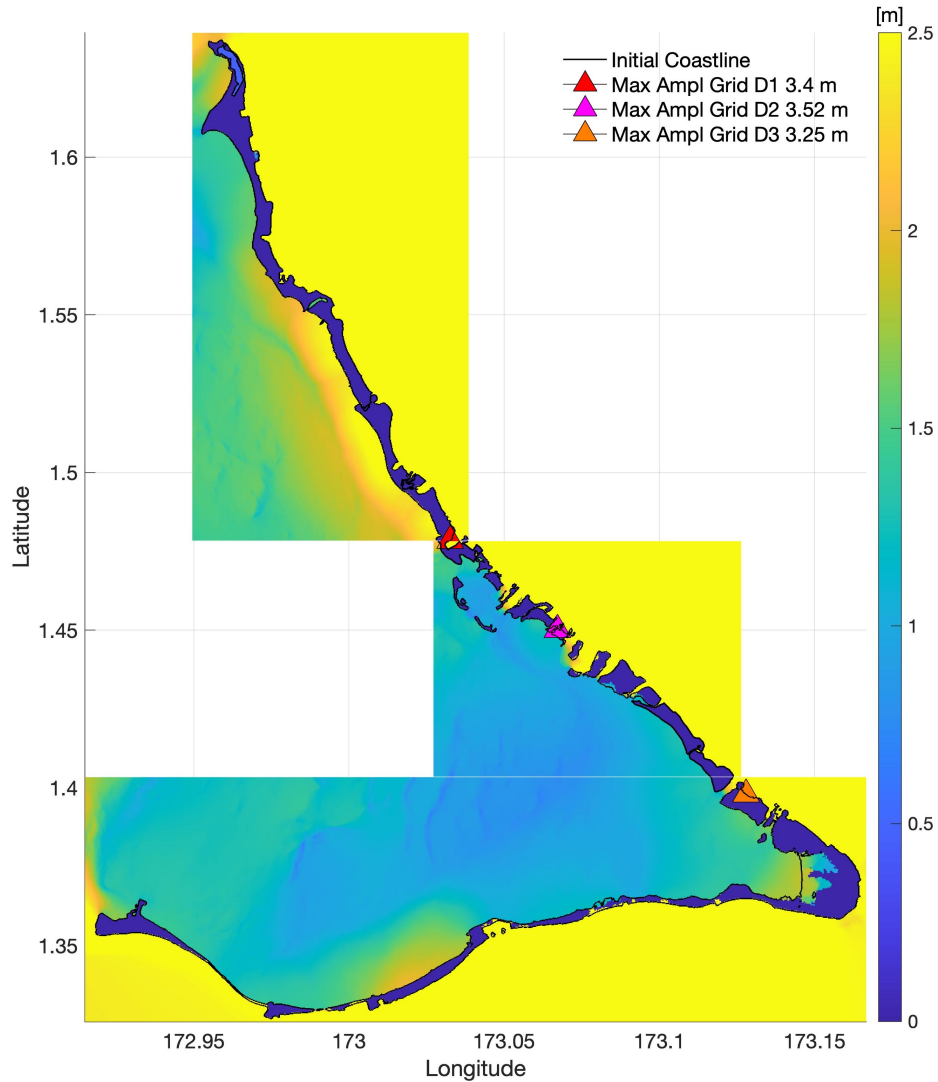 [m]
2.5
2
1.5
1
0.5
0
Initial Coastline
Max Ampl Grid D1 3.4 m
Max Ampl Grid D2 3.52 m
Max Ampl Grid D3 3.25 m
1.6
1.55
1.5
1.45
1.4
1.35
Latitude
172.95 173 173.05 173.1 173.15
Longitude